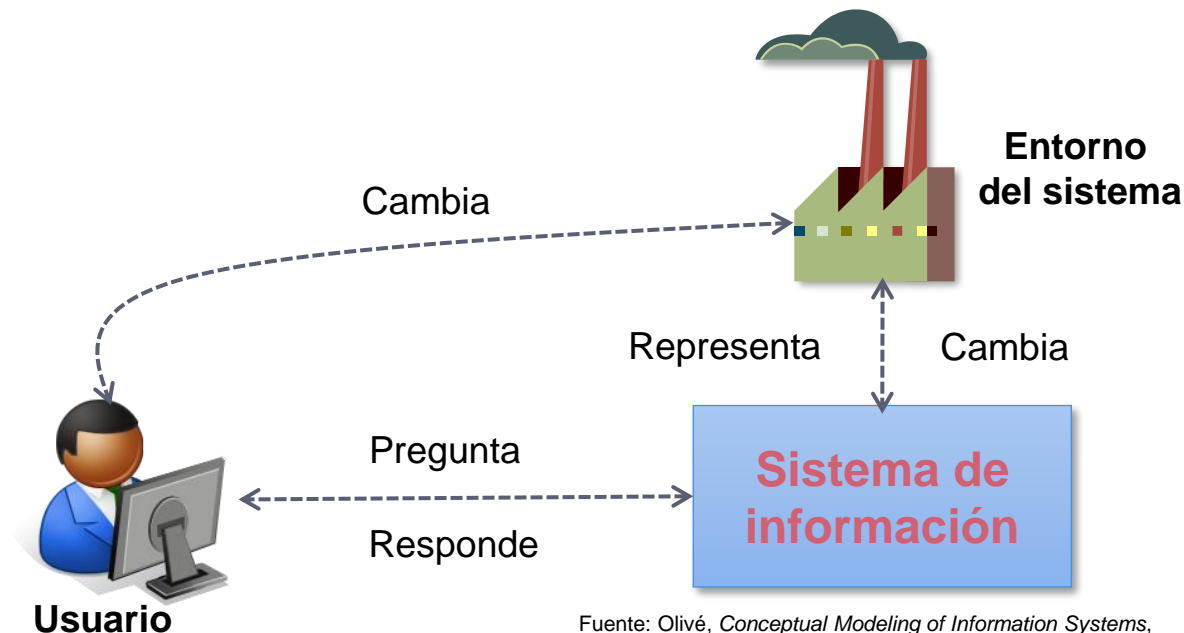 Entorno
del sistema
Cambia
Representa
Cambia
Pregunta
Responde
Sistema de
información
Usuario
Fuente: Olivé, Conceptual Modeling of Information Systems,